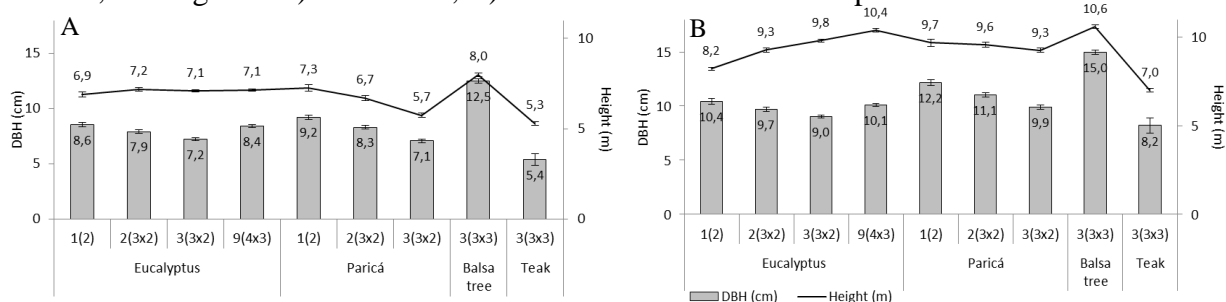 A
15
10
5
0
DBH (cm)
6,9 7,2 7,1 7,1 7,3 6,7 5,7 8,0 5,3
8,6 7,9 7,2 8,4 9,2 8,3 7,1 12,5 5,4
10
5
0
Height (m)
1(2) 2(3x2) 3(3x2) 9(4x3) 1(2) 2(3x2) 3(3x2) 3(3x3) 3(3x3)
Eucalyptus Paricá Balsa tree Teak
B
15
10
5
0
DBH (cm)
8,2 9,3 9,8 10,4 9,7 9,6 9,3 10,6 7,0
10,4 9,7 9,0 10,1 12,2 11,1 9,9 15,0 8,2
10
5
0
Height (m)
1(2) 2(3x2) 3(3x2) 9(4x3) 1(2) 2(3x2) 3(3x2) 3(3x3) 3(3x3)
Eucalyptus Paricá Balsa tree Teak
DBH (cm) Height (m)